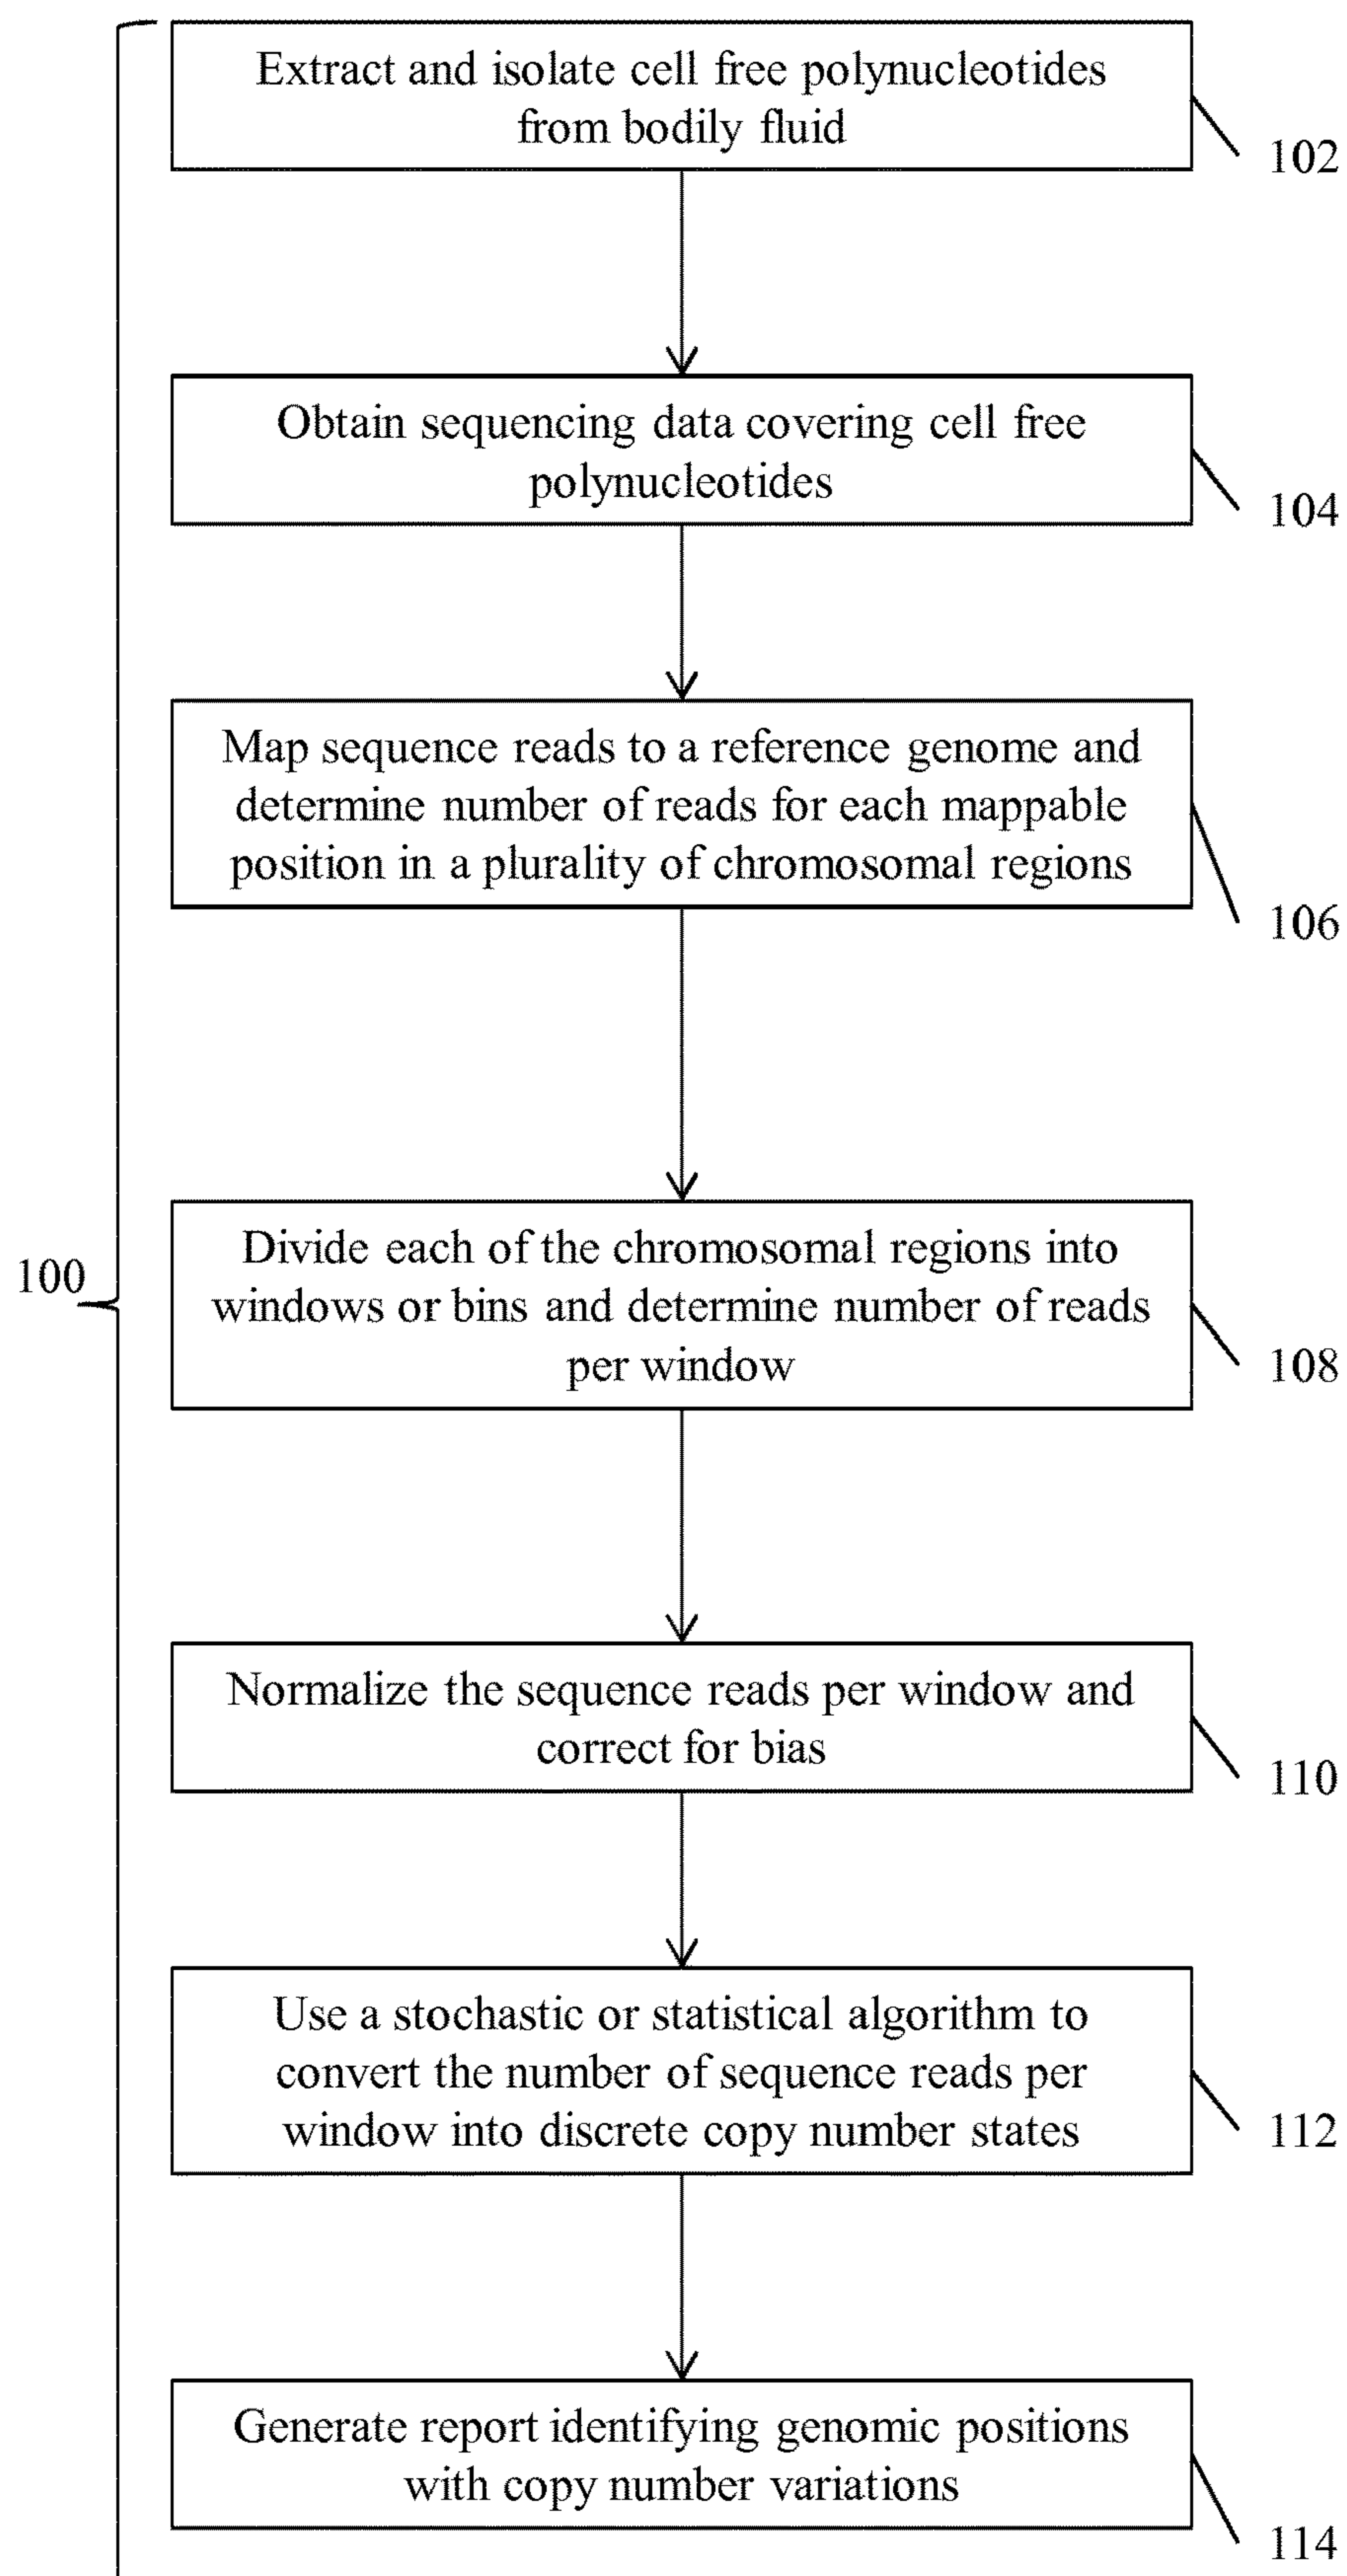 Extract and isolate cell free polynucleotides
from bodily fluid
102
Obtain sequencing data covering cell free
polynucleotides
104
Map sequence reads to a reference genome and
determine number of reads for each mappable
position in a plurality of chromosomal regions
106
100
Divide each of the chromosomal regions into
windows or bins and determine number of reads
per window
108
Normalize the sequence reads per window and
correct for bias
110
Use a stochastic or statistical algorithm to
convert the number of sequence reads per
window into discrete copy number states
112
Generate report identifying genomic positions
with copy number variations
114